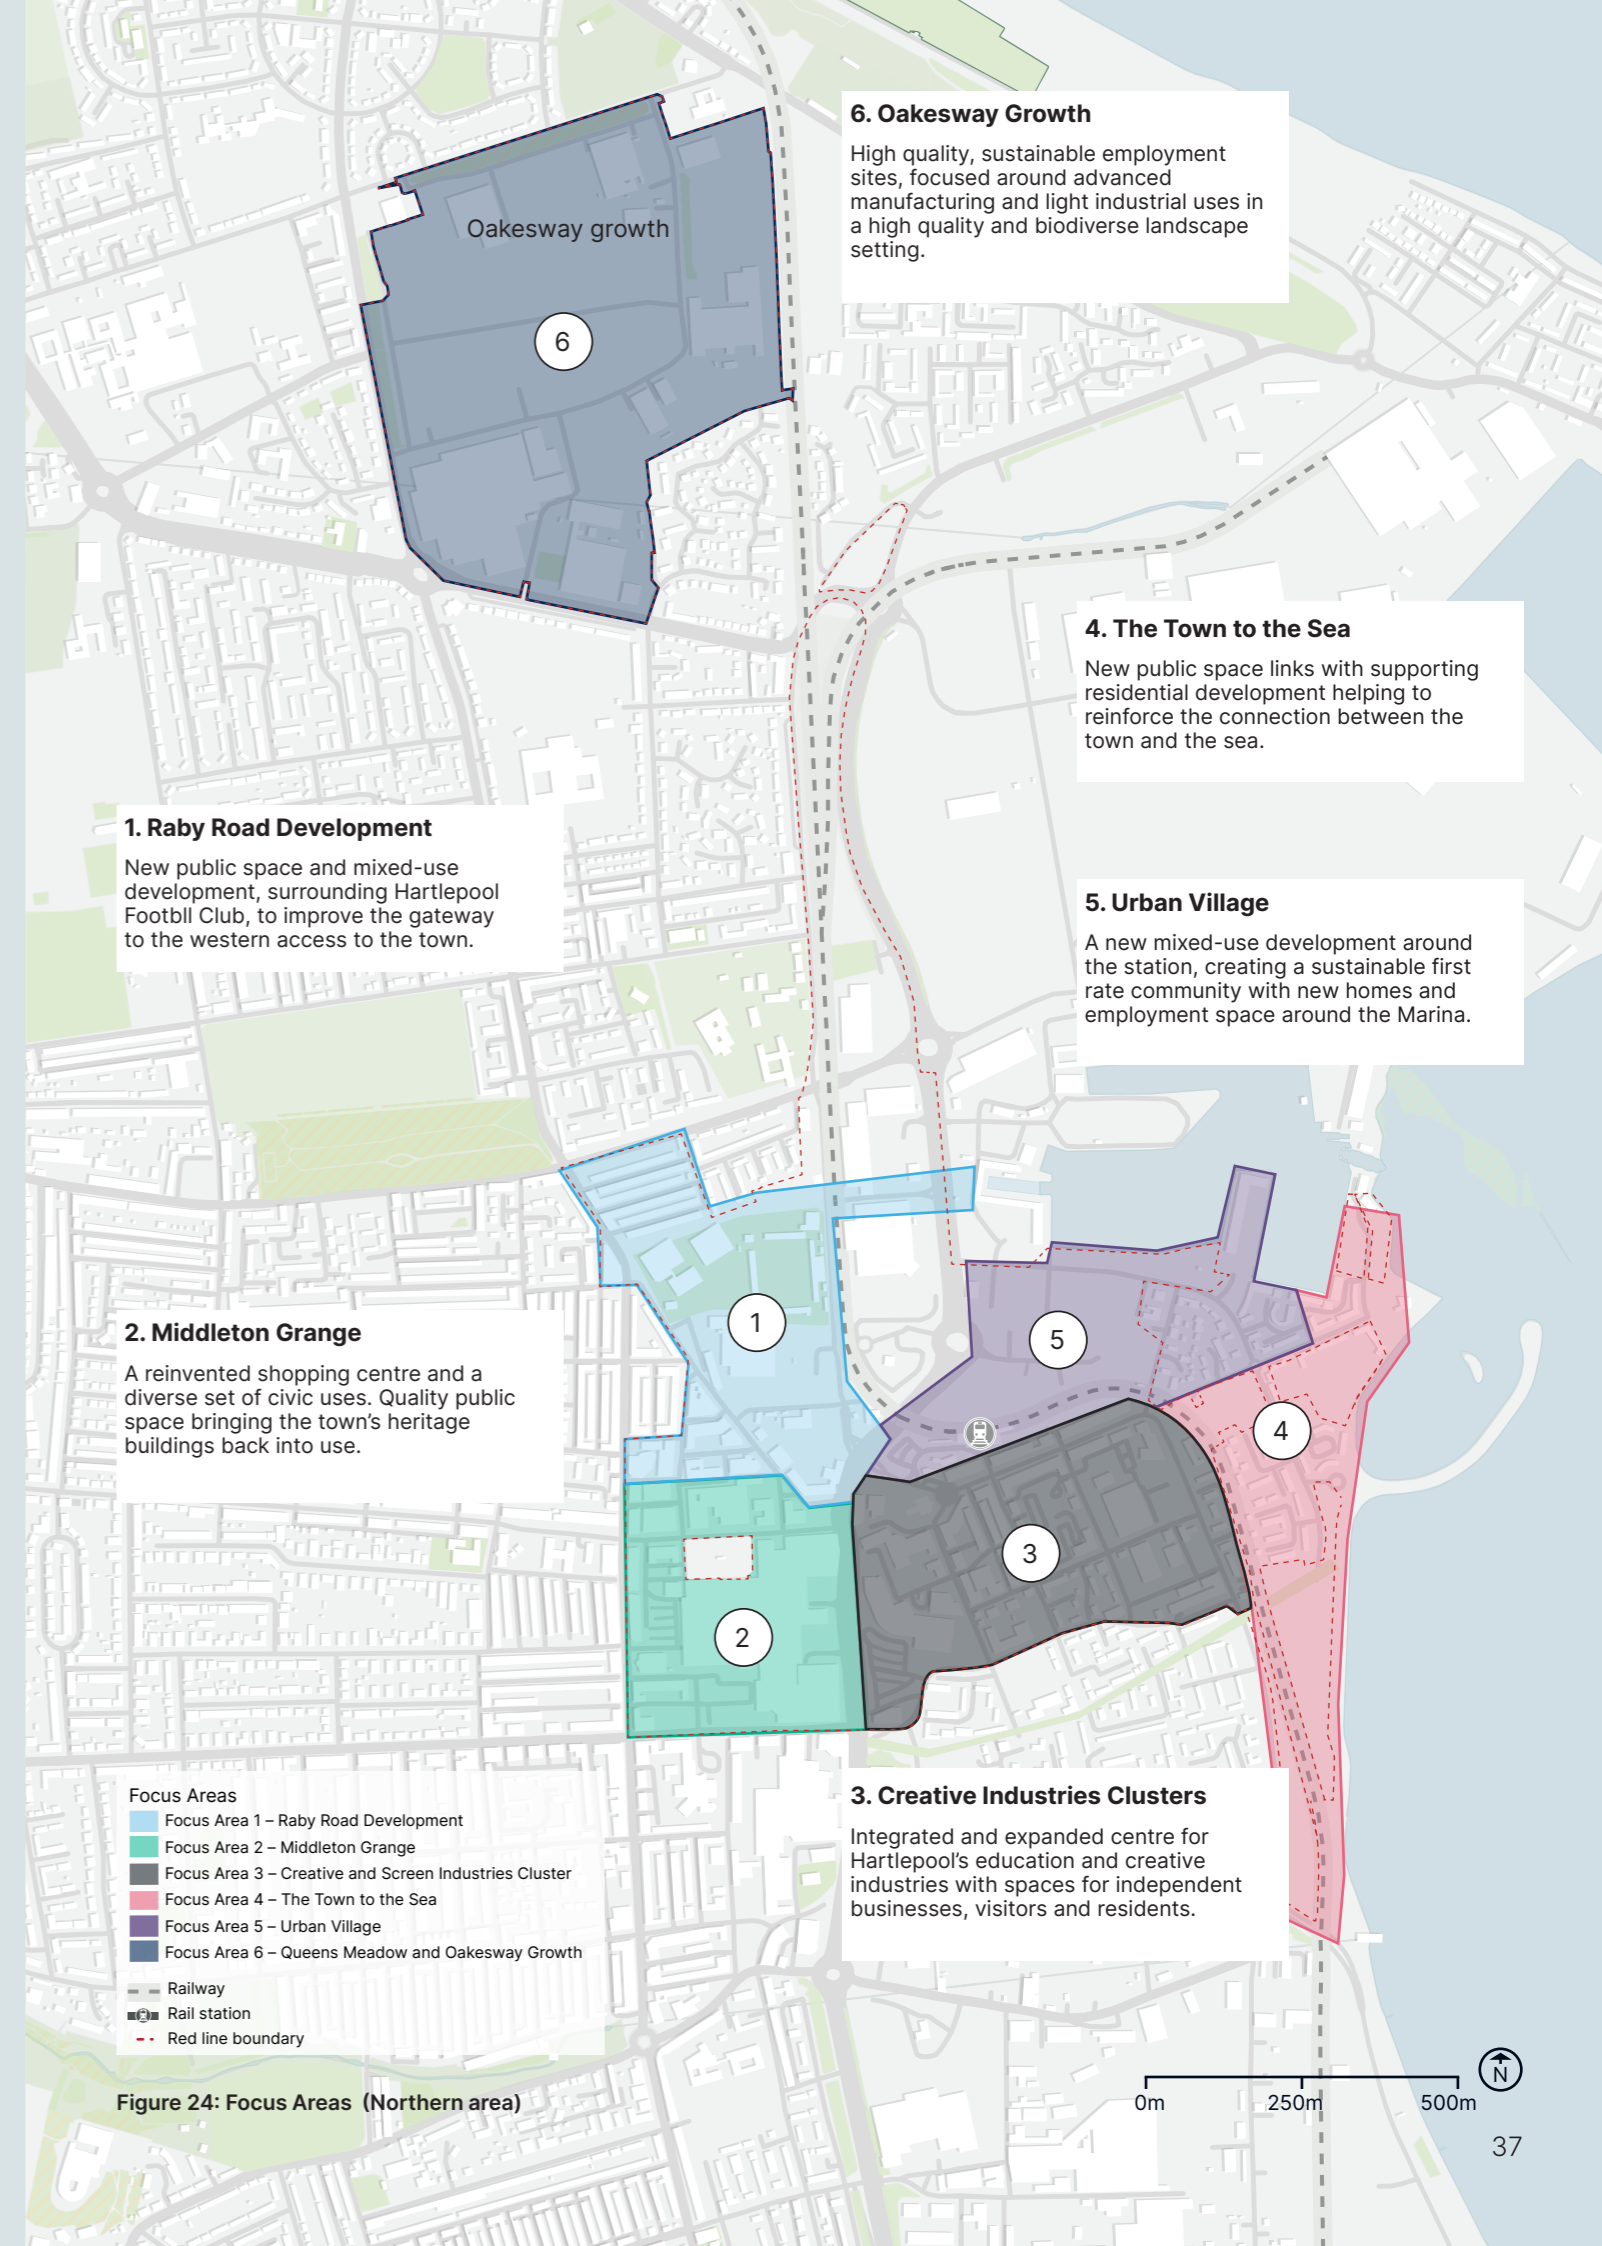 6. Oakesway Growth
High quality, sustainable employment
sites, focused around advanced
manufacturing and light industrial uses in
a high quality and biodiverse landscape
setting.
Oakesway growth
6
4. The Town to the Sea
New public space links with supporting
residential development helping to
reinforce the connection between the
town and the sea.
1. Raby Road Development
New public space and mixed-use
development, surrounding Hartlepool
Footbll Club, to improve the gateway
to the western access to the town.
5. Urban Village
A new mixed-use development around
the station, creating a sustainable first
rate community with new homes and
employment space around the Marina.
1
5
4
3
2
2. Middleton Grange
A reinvented shopping centre and a
diverse set of civic uses. Quality public
space bringing the town's heritage
buildings back into use.
3. Creative Industries Clusters
Integrated and expanded centre for
Hartlepool's education and creative
industries with spaces for independent
businesses, visitors and residents.
Focus Areas
Focus Area 1 – Raby Road Development
Focus Area 2 – Middleton Grange
Focus Area 3 – Creative and Screen Industries Cluster
Focus Area 4 – The Town to the Sea
Focus Area 5 – Urban Village
Focus Area 6 – Queens Meadow and Oakesway Growth
Railway
Rail station
Red line boundary
Figure 24: Focus Areas (Northern area)
0m 250m 500m
N
37